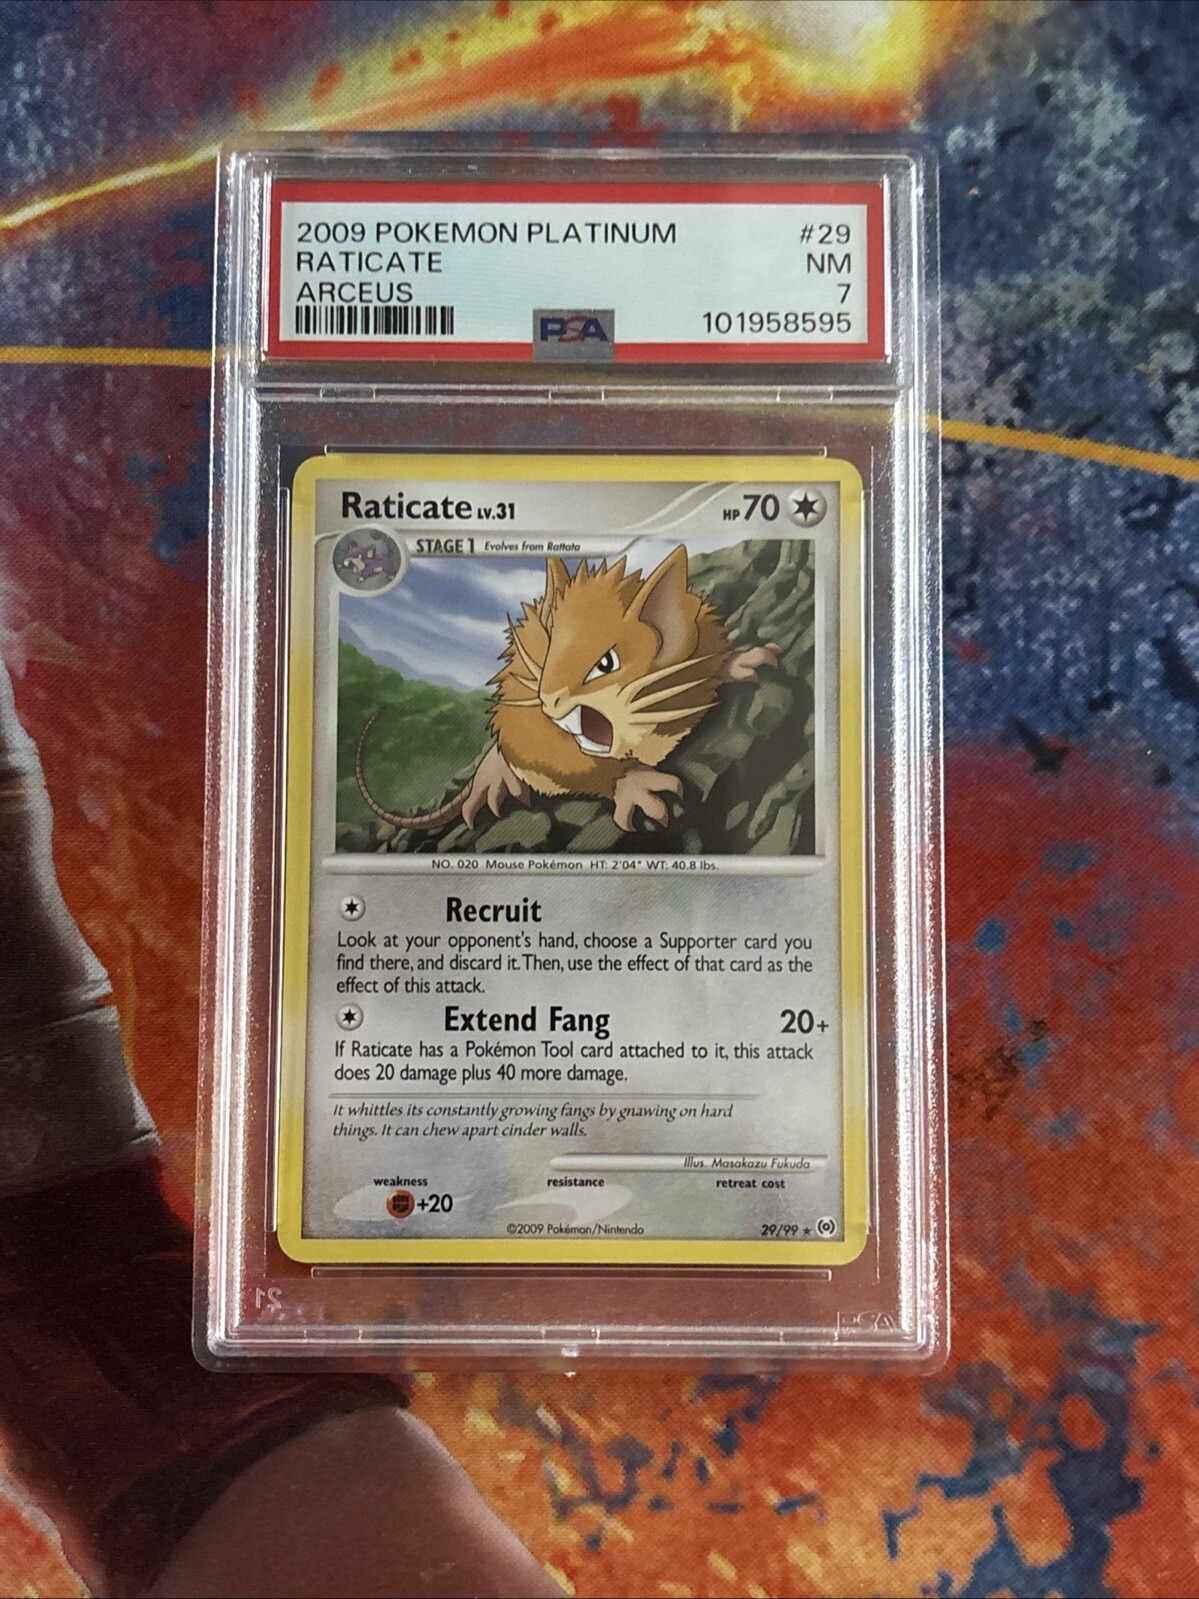 2009 POKEMON PLATINUM #29
RATICATE NM
ARCEUS 7
PSA 101958595
Raticate LV.31 HP 70
STAGE 1 Evolves from Rattata
NO. 020 Mouse Pokémon HT: 2'04" WT: 40.8 lbs.
Recruit
Look at your opponent's hand, choose a Supporter card you
find there, and discard it. Then, use the effect of that card as the
effect of this attack.
Extend Fang 20+
If Raticate has a Pokémon Tool card attached to it, this attack
does 20 damage plus 40 more damage.
It whittles its constantly growing fangs by gnawing on hard
things. It can chew apart cinder walls.
Illus. Masakazu Fukuda
weakness resistance retreat cost
+20
©2009 Pokémon/Nintendo 29/99 ★
21 PSA